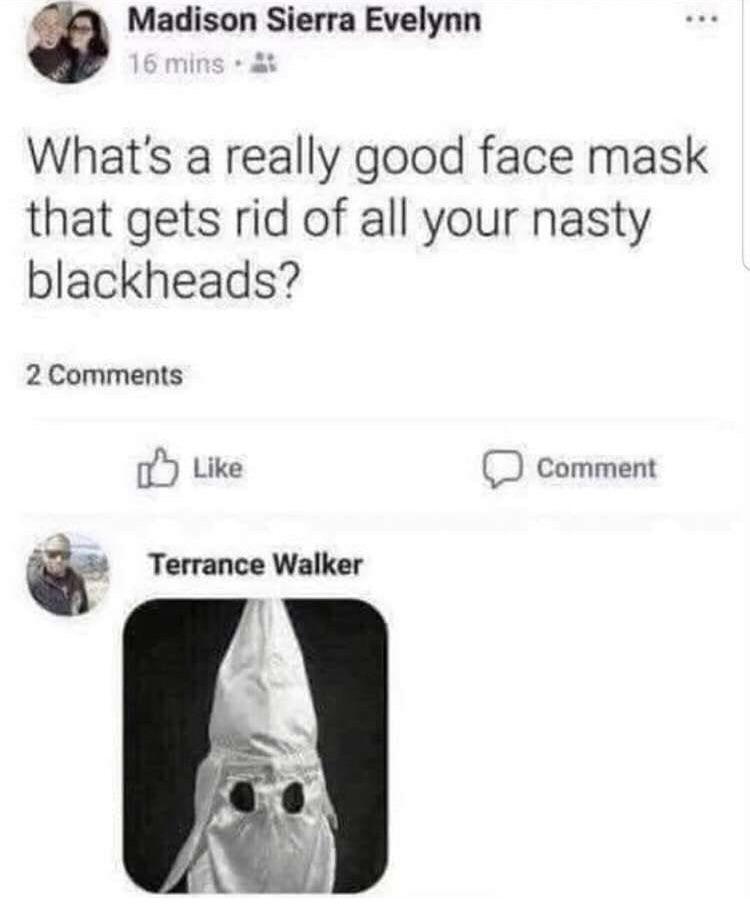 Madison Sierra Evelynn
16 mins ·
What's a really good face mask
that gets rid of all your nasty
blackheads?
2 Comments
Like
Comment
Terrance Walker